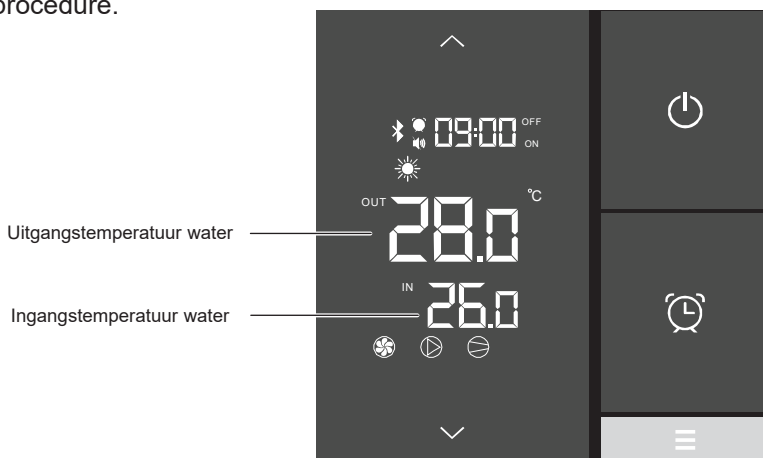 procedure.
09:00 OFF
ON
OUT 28.0 °C
Uitgangstemperatuur water
IN 26.0
Ingangstemperatuur water